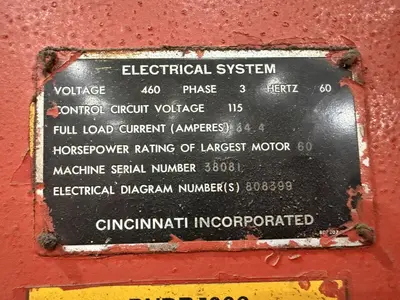 ELECTRICAL SYSTEM
VOLTAGE 460 PHASE 3 HERTZ 60
CONTROL CIRCUIT VOLTAGE 115
FULL LOAD CURRENT (AMPERES) 84.4
HORSEPOWER RATING OF LARGEST MOTOR 60
MACHINE SERIAL NUMBER 38081
ELECTRICAL DIAGRAM NUMBER(S) 808399
CINCINNATI INCORPORATED